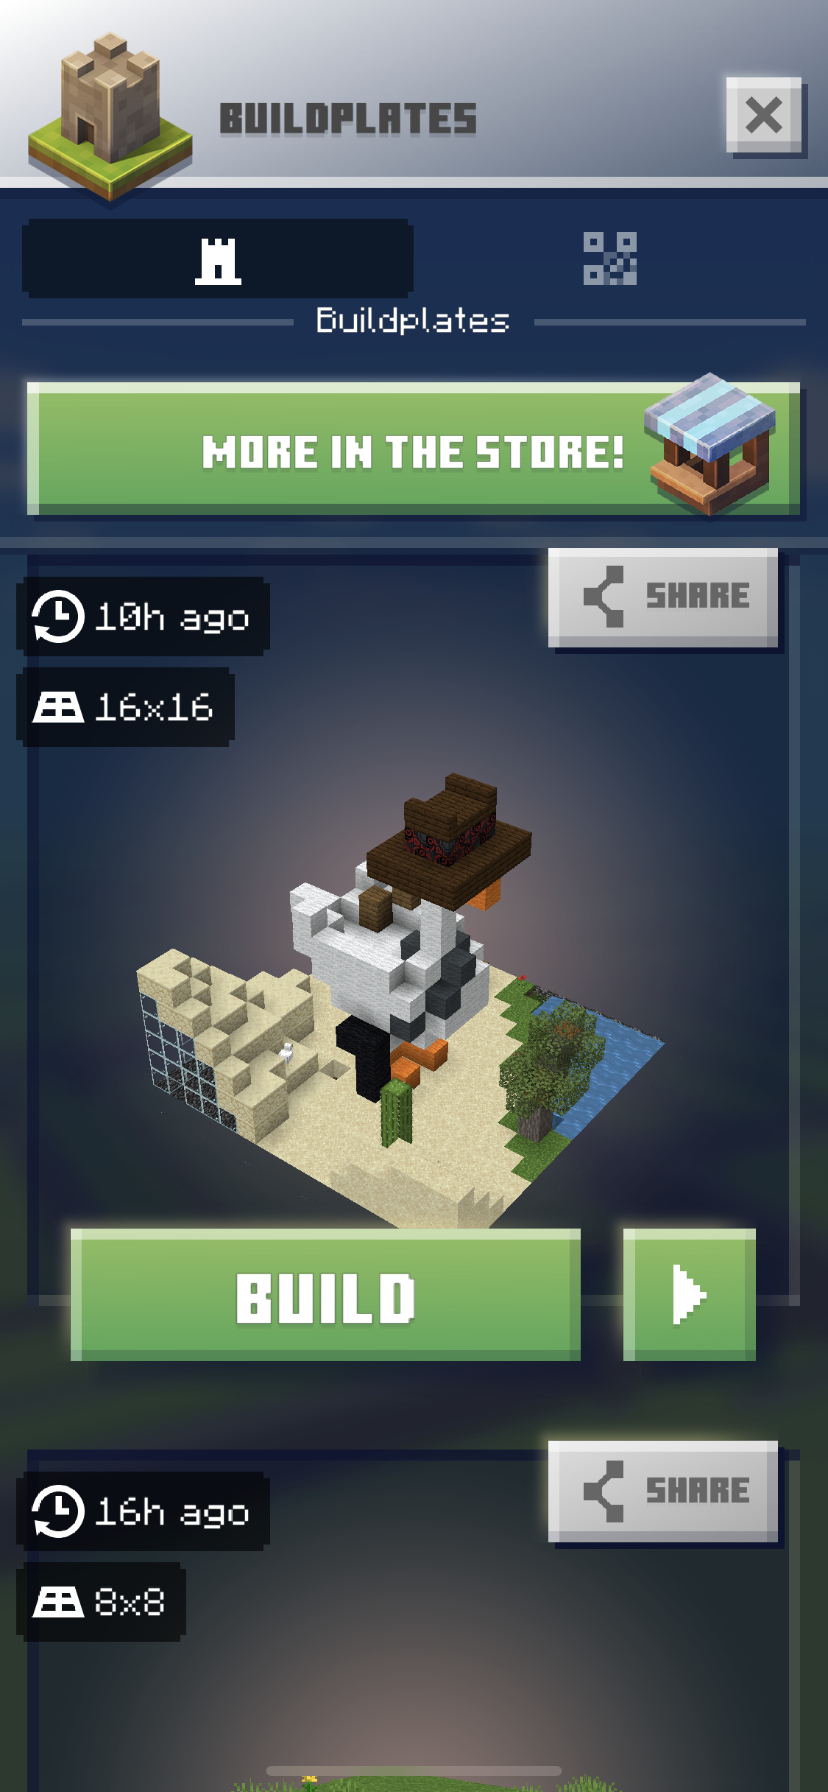 BUILDPLATES
Buildplates
MORE IN THE STORE!
10h ago
SHARE
16x16
BUILD
16h ago
SHARE
8x8